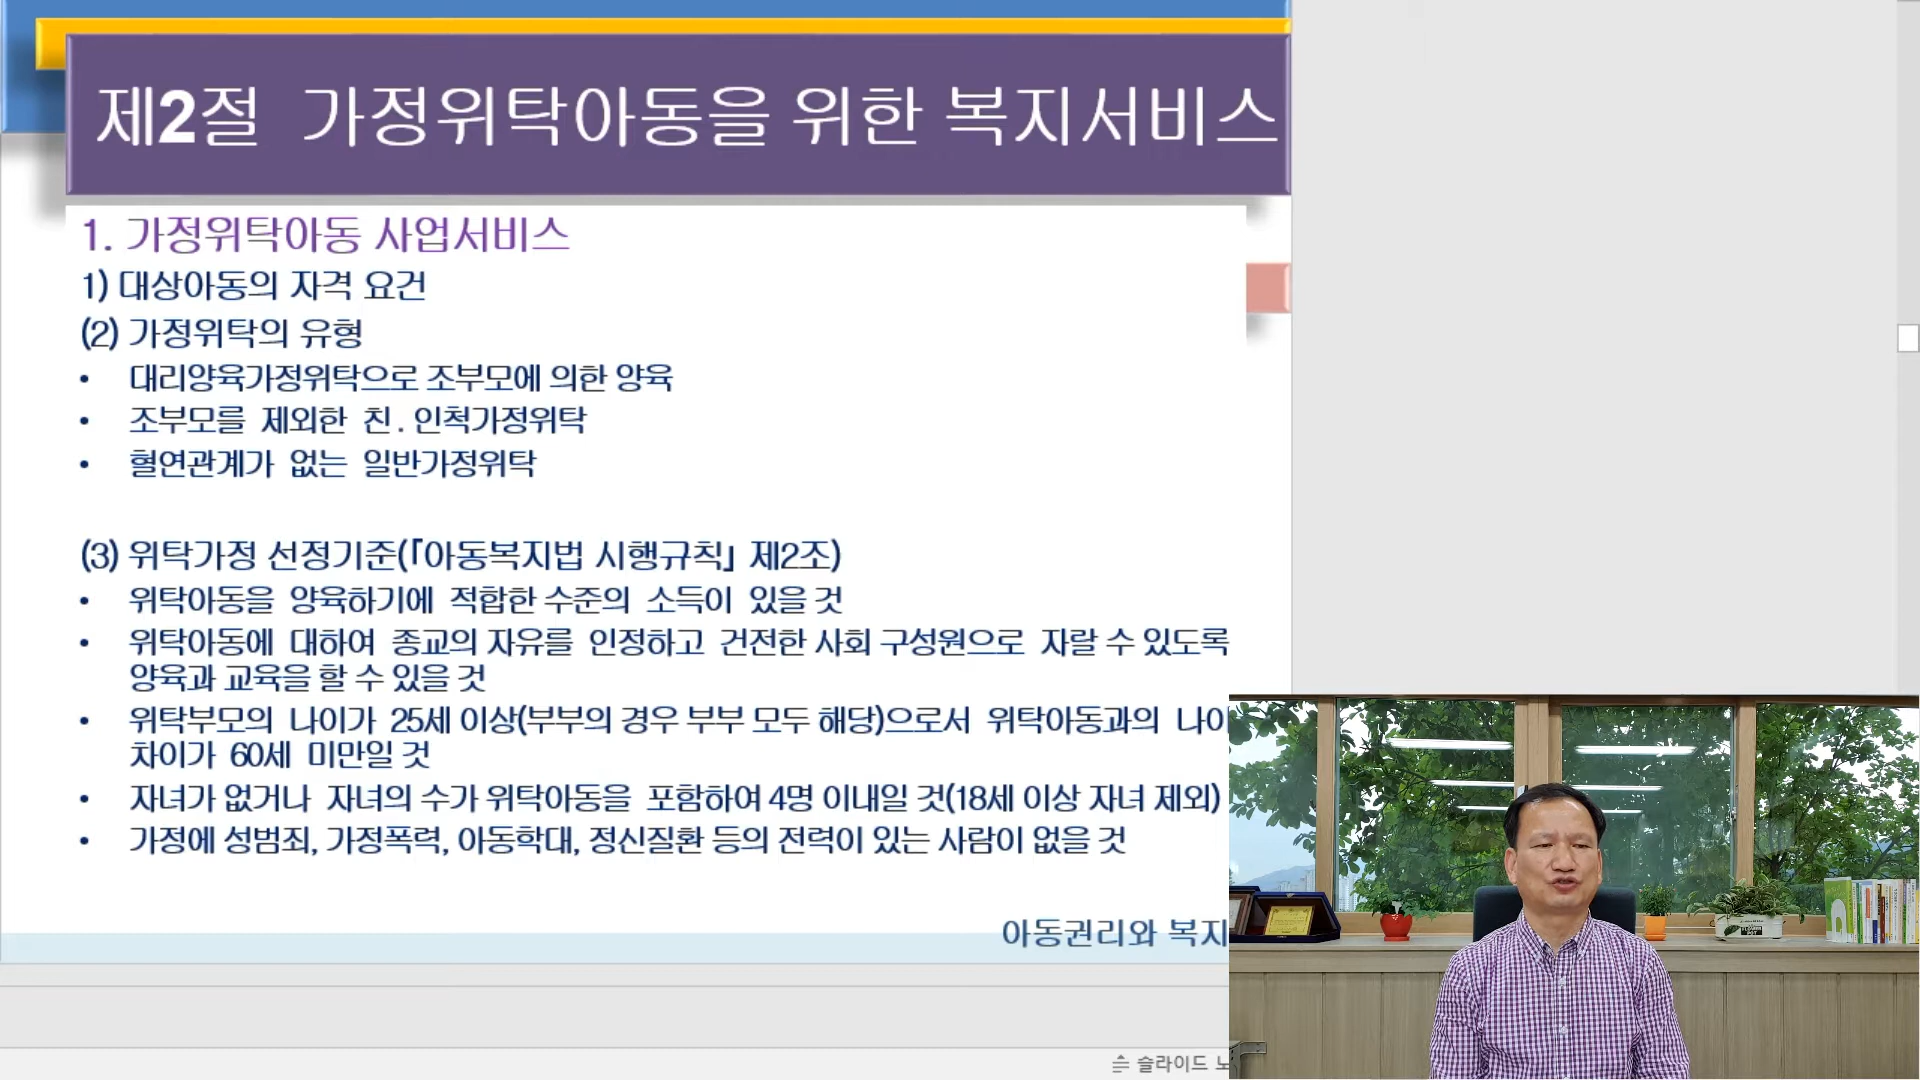 제2절 가정위탁아동을 위한 복지서비스
1. 가정위탁아동 사업서비스
1) 대상아동의 자격 요건
(2) 가정위탁의 유형
• 대리양육가정위탁으로 조부모에 의한 양육
• 조부모를 제외한 친 . 인척가정위탁
• 혈연관계가 없는 일반가정위탁
(3) 위탁가정 선정기준(「아동복지법 시행규칙」 제2조)
• 위탁아동을 양육하기에 적합한 수준의 소득이 있을 것
• 위탁아동에 대하여 종교의 자유를 인정하고 건전한 사회 구성원으로 자랄 수 있도록
양육과 교육을 할 수 있을 것
• 위탁부모의 나이가 25세 이상(부부의 경우 부부 모두 해당)으로서 위탁아동과의 나이
차이가 60세 미만일 것
• 자녀가 없거나 자녀의 수가 위탁아동을 포함하여 4명 이내일 것(18세 이상 자녀 제외)
• 가정에 성범죄, 가정폭력, 아동학대, 정신질환 등의 전력이 있는 사람이 없을 것
아동권리와 복지
슬라이드